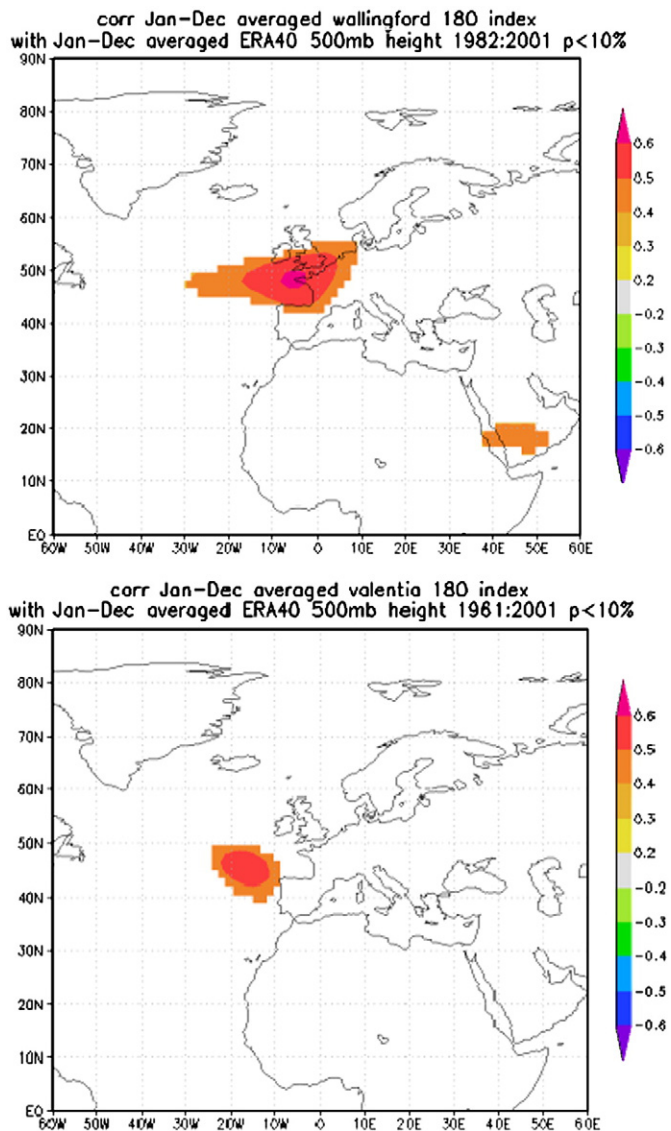 corr Jan-Dec averaged wallingford 180 index
with Jan-Dec averaged ERA40 500mb height 1982:2001 p<10%
90N
80N
70N
60N
50N
40N
30N
20N
10N
EQ
60W 50W 40W 30W 20W 10W 0 10E 20E 30E 40E 50E 60E
0.6
0.5
0.4
0.3
0.2
-0.2
-0.3
-0.4
-0.5
-0.6
corr Jan-Dec averaged valentia 180 index
with Jan-Dec averaged ERA40 500mb height 1961:2001 p<10%
90N
80N
70N
60N
50N
40N
30N
20N
10N
EQ
60W 50W 40W 30W 20W 10W 0 10E 20E 30E 40E 50E 60E
0.6
0.5
0.4
0.3
0.2
-0.2
-0.3
-0.4
-0.5
-0.6